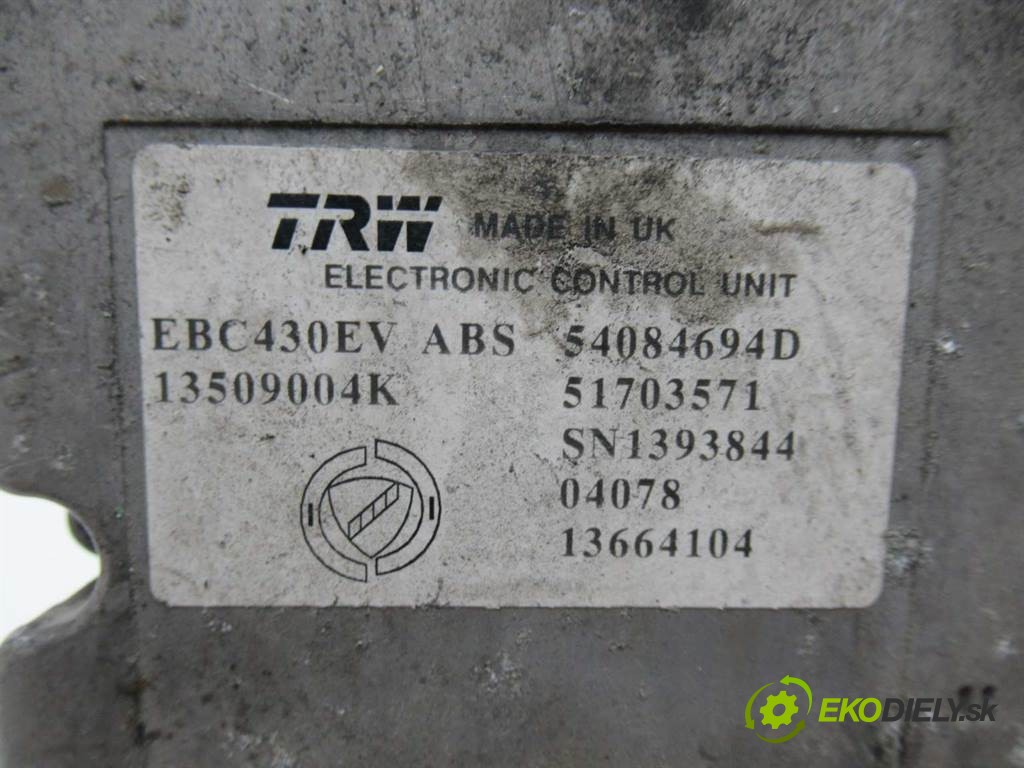 TRW MADE IN UK
ELECTRONIC CONTROL UNIT
EBC430EV ABS 54084694D
13509004K 51703571
SN1393844
04078
13664104
EKODIELY.sk